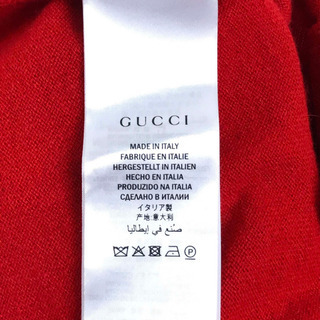 GUCCI
MADE IN ITALY
FABRIQUE EN ITALIE
HERGESTELLT IN ITALIEN
HECHO EN ITALIA
PRODUZIDO NA ITALIA
СДЕЛАНО В ИТАЛИИ
イタリア製
产地:意大利
صُنع في إيطاليا